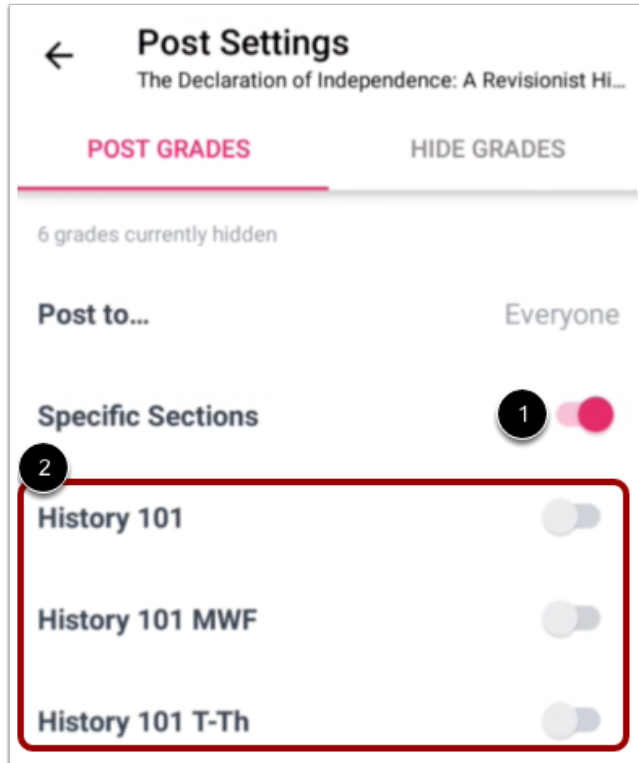 Post Settings
The Declaration of Independence: A Revisionist Hi...
POST GRADES HIDE GRADES
6 grades currently hidden
Post to... Everyone
Specific Sections 1
2
History 101
History 101 MWF
History 101 T-Th